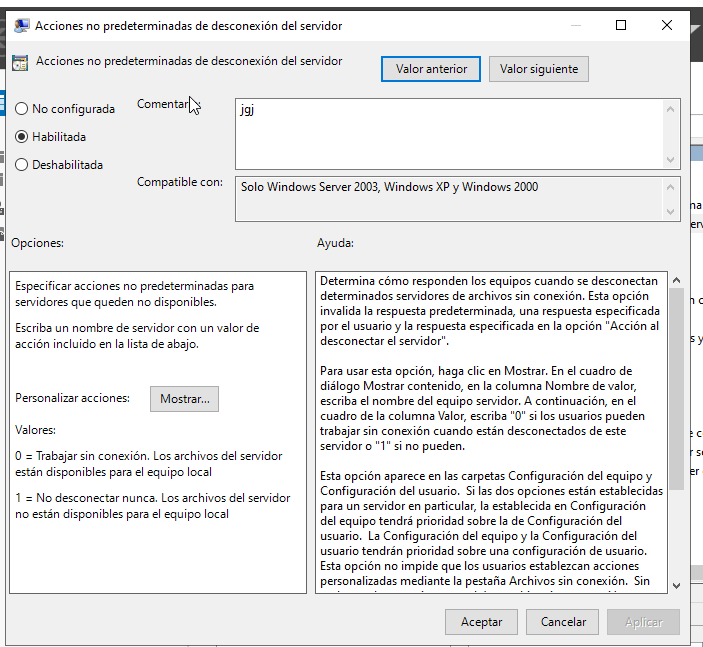 Acciones no predeterminadas de desconexión del servidor
Acciones no predeterminadas de desconexión del servidor
Valor anterior
Valor siguiente
No configurada
Habilitada
Deshabilitada
Comentar
jgj
Compatible con:
Solo Windows Server 2003, Windows XP y Windows 2000
Opciones:
Ayuda:
Especificar acciones no predeterminadas para
servidores que queden no disponibles.
Escriba un nombre de servidor con un valor de
acción incluido en la lista de abajo.
Personalizar acciones:
Mostrar...
Valores:
0 = Trabajar sin conexión. Los archivos del servidor
están disponibles para el equipo local
1 = No desconectar nunca. Los archivos del servidor
no están disponibles para el equipo local
Determina cómo responden los equipos cuando se desconectan
determinados servidores de archivos sin conexión. Esta opción
invalida la respuesta predeterminada, una respuesta especificada
por el usuario y la respuesta especificada en la opción "Acción al
desconectar el servidor".
Para usar esta opción, haga clic en Mostrar. En el cuadro de
diálogo Mostrar contenido, en la columna Nombre de valor,
escriba el nombre del equipo servidor. A continuación, en el
cuadro de la columna Valor, escriba "0" si los usuarios pueden
trabajar sin conexión cuando están desconectados de este
servidor o "1" si no pueden.
Esta opción aparece en las carpetas Configuración del equipo y
Configuración del usuario.  Si las dos opciones están establecidas
para un servidor en particular, la establecida en Configuración
del equipo tendrá prioridad sobre la de Configuración del
usuario.  La Configuración del equipo y la Configuración del
usuario tendrán prioridad sobre una configuración de usuario.
Esta opción no impide que los usuarios establezcan acciones
personalizadas mediante la pestaña Archivos sin conexión.  Sin
Aceptar
Cancelar
Aplicar